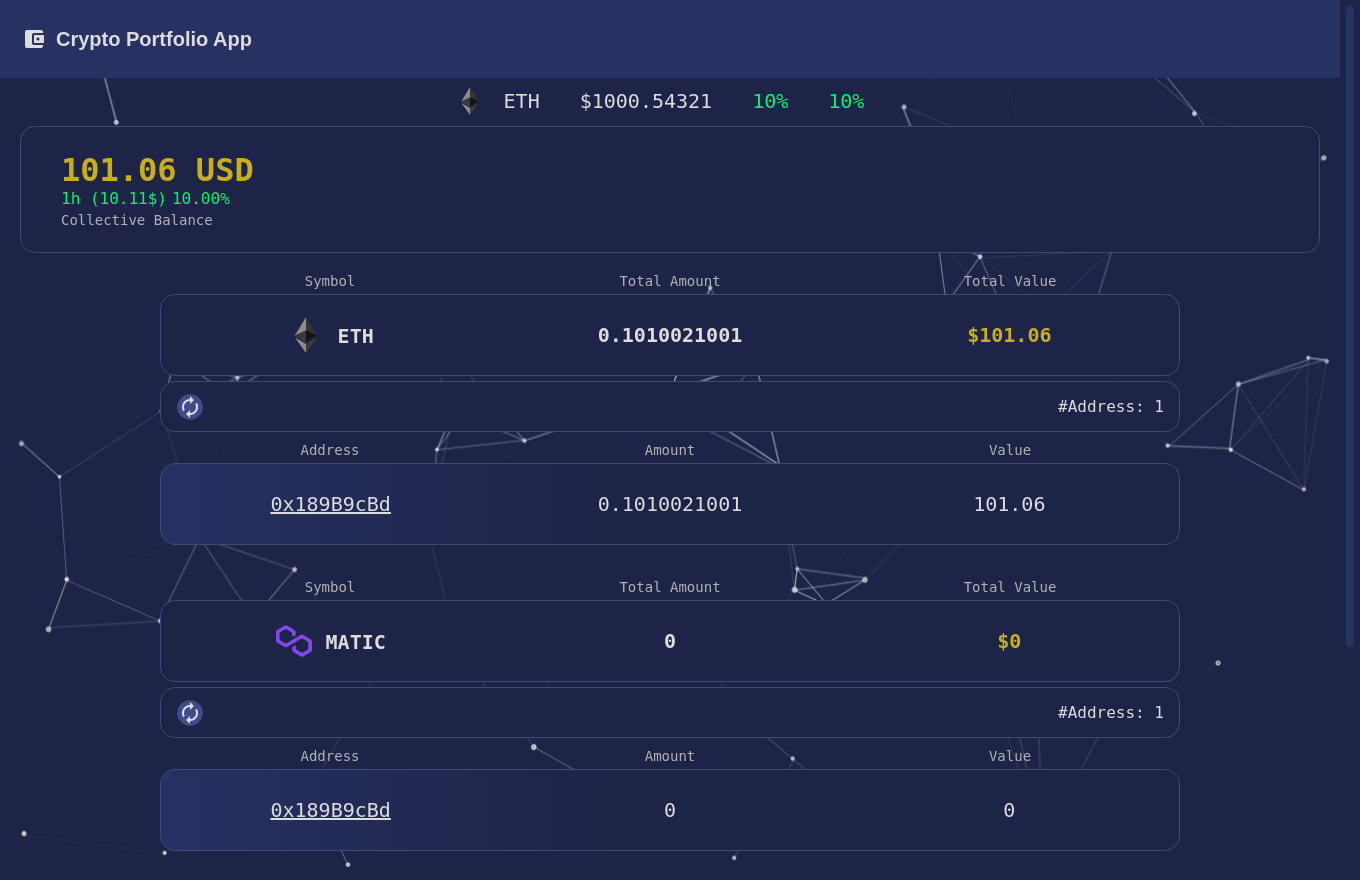 Crypto Portfolio App
ETH $1000.54321 10% 10%
101.06 USD
1h (10.11$) 10.00%
Collective Balance
Symbol Total Amount Total Value
ETH 0.1010021001 $101.06
#Address: 1
Address Amount Value
0x189B9cBd 0.1010021001 101.06
Symbol Total Amount Total Value
MATIC 0 $0
#Address: 1
Address Amount Value
0x189B9cBd 0 0